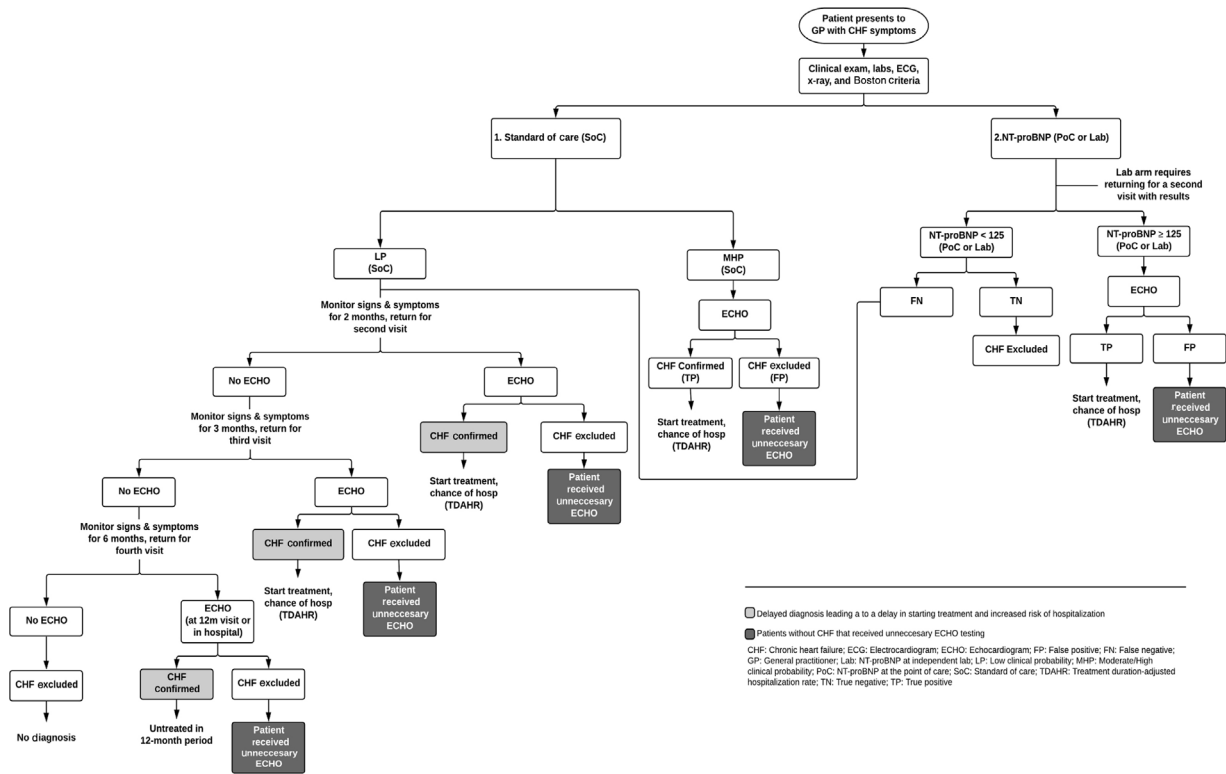 Patient presents to
GP with CHF symptoms
Clinical exam, labs, ECG,
x-ray, and Boston criteria
1. Standard of care (SoC)
2.NT-proBNP (PoC or Lab)
Lab arm requires
returning for a second
visit with results
LP
(SoC)
MHP
(SoC)
NT-proBNP < 125
(PoC or Lab)
NT-proBNP ≥ 125
(PoC or Lab)
Monitor signs & symptoms
for 2 months, return for
second visit
ECHO
FN
TN
ECHO
CHF Excluded
TP
FP
No ECHO
ECHO
CHF Confirmed
(TP)
CHF excluded
(FP)
Start treatment,
chance of hosp
(TDAHR)
Patient
received
unneccesary
ECHO
Start treatment,
chance of hosp
(TDAHR)
Patient
received
unneccesary
ECHO
Monitor signs & symptoms
for 3 months, return for
third visit
CHF confirmed
CHF excluded
Start treatment,
chance of hosp
(TDAHR)
Patient
received
unneccesary
ECHO
No ECHO
ECHO
Monitor signs & symptoms
for 6 months, return for
fourth visit
CHF confirmed
CHF excluded
Start treatment,
chance of hosp
(TDAHR)
Patient
received
unneccesary
ECHO
No ECHO
ECHO
(at 12m visit or
in hospital)
CHF excluded
CHF
confirmed
CHF excluded
No diagnosis
Untreated in
12-month period
Patient
received
unneccesary
ECHO
Delayed diagnosis leading a to a delay in starting treatment and increased risk of hospitalization
Patients without CHF that received unneccesary ECHO testing
CHF: Chronic heart failure; ECG: Electrocardiogram; ECHO: Echocardiogram; FP: False positive; FN: False negative;
GP: General practitioner; Lab: NT-proBNP at independent lab; LP: Low clinical probability; MHP: Moderate/High
clinical probability; PoC: NT-proBNP at the point of care; SoC: Standard of care; TDAHR: Treatment duration-adjusted
hospitalization rate; TN: True negative; TP: True positive